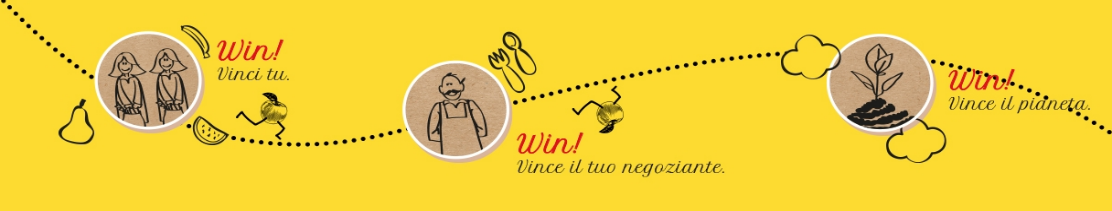 Win!
Vinci tu.
Win!
Vince il tuo negoziante.
Win!
Vince il pianeta.